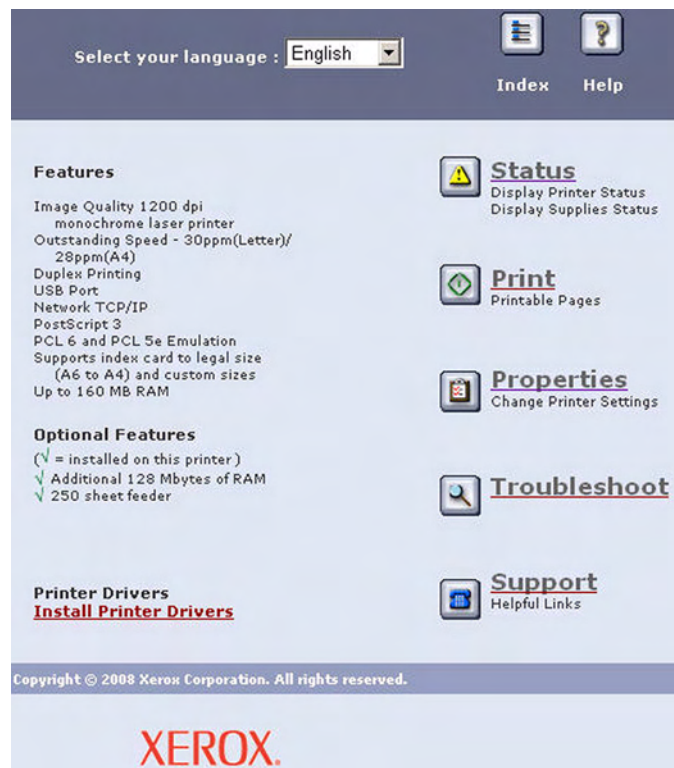 Select your language : English
Index Help
Features
Image Quality 1200 dpi
monochrome laser printer
Outstanding Speed - 30ppm(Letter)/
28ppm(A4)
Duplex Printing
USB Port
Network TCP/IP
PostScript 3
PCL 6 and PCL 5e Emulation
Supports index card to legal size
(A6 to A4) and custom sizes
Up to 160 MB RAM
Optional Features
(√ = installed on this printer)
√ Additional 128 Mbytes of RAM
√ 250 sheet feeder
Printer Drivers
Install Printer Drivers
Status
Display Printer Status
Display Supplies Status
Print
Printable Pages
Properties
Change Printer Settings
Troubleshoot
Support
Helpful Links
Copyright © 2008 Xerox Corporation. All rights reserved.
XEROX.